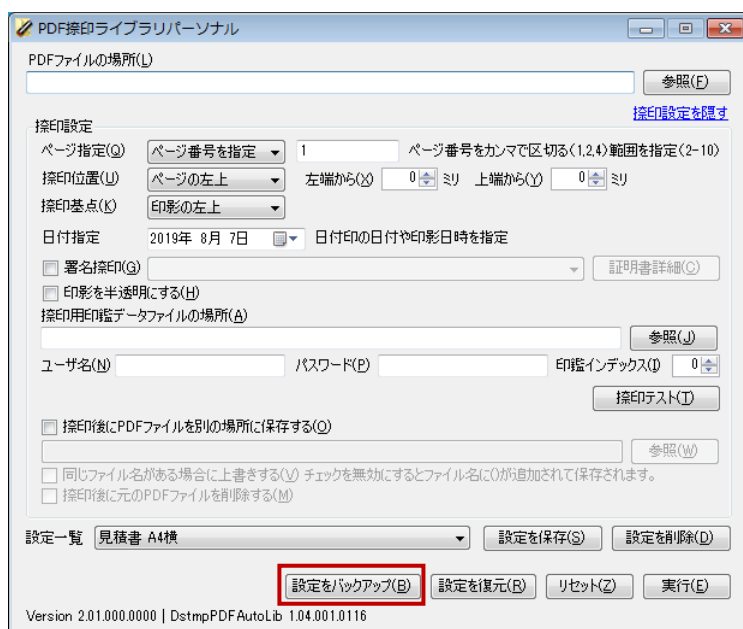 PDF捺印ライブラリパーソナル
PDFファイルの場所(L)
参照(F)
捺印設定を隠す
捺印設定
ページ指定(Q) ページ番号を指定 1 ページ番号をカンマで区切る(1,2,4)範囲を指定(2-10)
捺印位置(U) ページの左上 左端から(X) 0 ミリ 上端から(Y) 0 ミリ
捺印基点(K) 印影の左上
日付指定 2019年 8月 7日 日付印の日付や印影日時を指定
署名捺印(G) 証明書詳細(C)
印影を半透明にする(H)
捺印用印鑑データファイルの場所(A)
参照(J)
ユーザ名(N) パスワード(P) 印鑑インデックス(I) 0
捺印テスト(T)
捺印後にPDFファイルを別の場所に保存する(O)
参照(W)
同じファイル名がある場合に上書きする(V) チェックを無効にするとファイル名に()が追加されて保存されます。
捺印後に元のPDFファイルを削除する(M)
設定一覧 見積書 A4横 設定を保存(S) 設定を削除(D)
設定をバックアップ(B) 設定を復元(R) リセット(Z) 実行(E)
Version 2.01.000.0000 | DstmpPDFAutoLib 1.04.001.0116